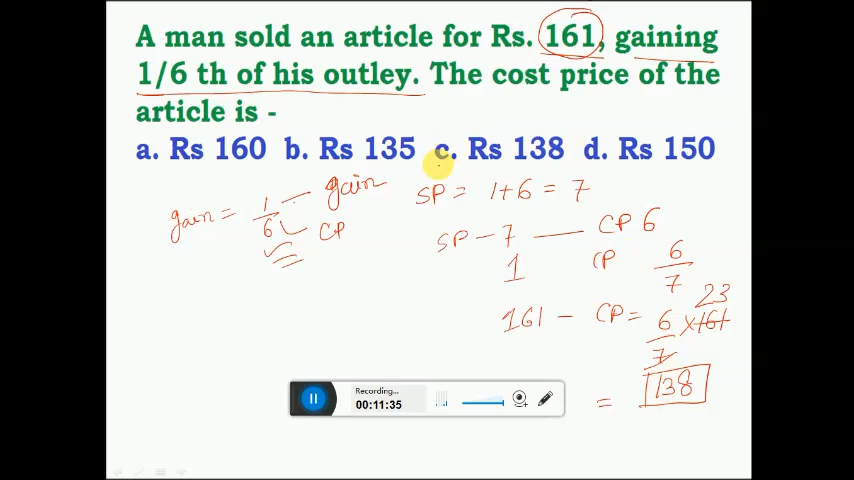 A man sold an article for Rs. 161, gaining
1/6 th of his outley. The cost price of the
article is -
a. Rs 160 b. Rs 135 c. Rs 138 d. Rs 150
gain = 1/6 gain CP
SP = 1+6 = 7
SP - 7 — CP 6
1 CP 6/7
161 - CP = 6/7 × 161 23
= 138
Recording...
00:11:35